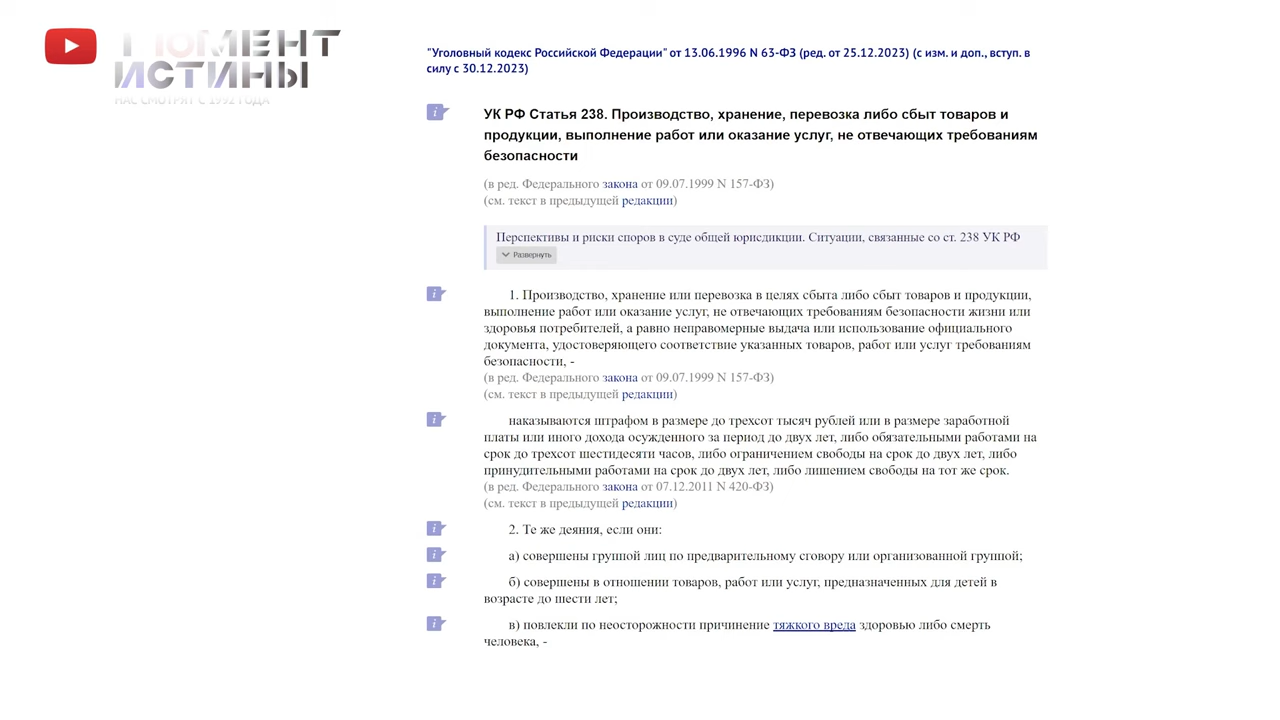 МОМЕНТ
ИСТИНЫ
НАС СМОТРЯТ С 1992 ГОДА
"Уголовный кодекс Российской Федерации" от 13.06.1996 N 63-ФЗ (ред. от 25.12.2023) (с изм. и доп., вступ. в
силу с 30.12.2023)
УК РФ Статья 238. Производство, хранение, перевозка либо сбыт товаров и
продукции, выполнение работ или оказание услуг, не отвечающих требованиям
безопасности
(в ред. Федерального закона от 09.07.1999 N 157-ФЗ)
(см. текст в предыдущей редакции)
Перспективы и риски споров в суде общей юрисдикции. Ситуации, связанные со ст. 238 УК РФ
Развернуть
1. Производство, хранение или перевозка в целях сбыта либо сбыт товаров и продукции,
выполнение работ или оказание услуг, не отвечающих требованиям безопасности жизни или
здоровья потребителей, а равно неправомерные выдача или использование официального
документа, удостоверяющего соответствие указанных товаров, работ или услуг требованиям
безопасности, -
(в ред. Федерального закона от 09.07.1999 N 157-ФЗ)
(см. текст в предыдущей редакции)
наказываются штрафом в размере до трехсот тысяч рублей или в размере заработной
платы или иного дохода осужденного за период до двух лет, либо обязательными работами на
срок до трехсот шестидесяти часов, либо ограничением свободы на срок до двух лет, либо
принудительными работами на срок до двух лет, либо лишением свободы на тот же срок.
(в ред. Федерального закона от 07.12.2011 N 420-ФЗ)
(см. текст в предыдущей редакции)
2. Те же деяния, если они:
а) совершены группой лиц по предварительному сговору или организованной группой;
б) совершены в отношении товаров, работ или услуг, предназначенных для детей в
возрасте до шести лет;
в) повлекли по неосторожности причинение тяжкого вреда здоровью либо смерть
человека, -